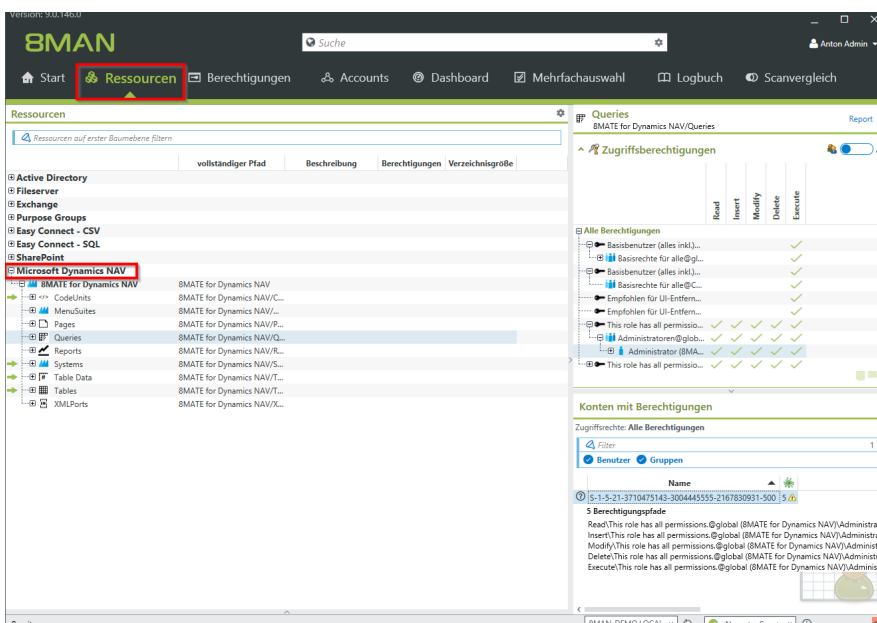 Version: 9.0.146.0
8MAN
Suche
Anton Admin
Start
Ressourcen
Berechtigungen
Accounts
Dashboard
Mehrfachauswahl
Logbuch
Scanvergleich
Ressourcen
Ressourcen auf erster Baumebene filtern
vollständiger Pfad Beschreibung Berechtigungen Verzeichnisgröße
Active Directory
Fileserver
Exchange
Purpose Groups
Easy Connect - CSV
Easy Connect - SQL
SharePoint
Microsoft Dynamics NAV
8MATE for Dynamics NAV 8MATE for Dynamics NAV
CodeUnits 8MATE for Dynamics NAV/C...
MenuSuites 8MATE for Dynamics NAV/...
Pages 8MATE for Dynamics NAV/P...
Queries 8MATE for Dynamics NAV/Q...
Reports 8MATE for Dynamics NAV/R...
Systems 8MATE for Dynamics NAV/S...
Table Data 8MATE for Dynamics NAV/T...
Tables 8MATE for Dynamics NAV/T...
XMLPorts 8MATE for Dynamics NAV/X...
Queries
8MATE for Dynamics NAV/Queries
Report
Zugriffsberechtigungen
Read Insert Modify Delete Execute
Alle Berechtigungen
Basisbenutzer (alles inkl.)...
Basisrechte für alle@gl...
Basisbenutzer (alles inkl.)...
Basisrechte für alle@C...
Empfohlen für UI-Entfern...
Empfohlen für UI-Entfern...
This role has all permissio...
Administratoren@glob...
Administrator (8MA...
This role has all permissio...
Konten mit Berechtigungen
Zugriffsrechte: Alle Berechtigungen
Filter 1
Benutzer Gruppen
Name
S-1-5-21-3710475143-3004445555-2167830931-500 5
5 Berechtigungspfade
Read\This role has all permissions.@global (8MATE for Dynamics NAV)\Administra
Insert\This role has all permissions.@global (8MATE for Dynamics NAV)\Administra
Modify\This role has all permissions.@global (8MATE for Dynamics NAV)\Administ
Delete\This role has all permissions.@global (8MATE for Dynamics NAV)\Administ
Execute\This role has all permissions.@global (8MATE for Dynamics NAV)\Adminis